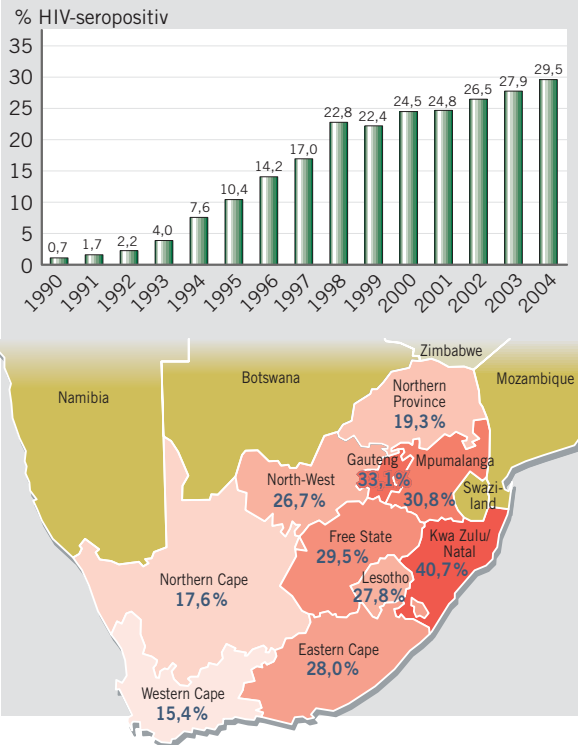 % HIV-seropositiv
35
30
25
20
15
10
5
0
0,7
1,7
2,2
4,0
7,6
10,4
14,2
17,0
22,8
22,4
24,5
24,8
26,5
27,9
29,5
1990
1991
1992
1993
1994
1995
1996
1997
1998
1999
2000
2001
2002
2003
2004
Zimbabwe
Botswana
Mozambique
Namibia
Northern
Province
19,3%
Gauteng
33,1%
Mpumalanga
30,8%
North-West
26,7%
Swazi-
land
Free State
29,5%
Kwa Zulu/
Natal
40,7%
Lesotho
27,8%
Northern Cape
17,6%
Eastern Cape
28,0%
Western Cape
15,4%